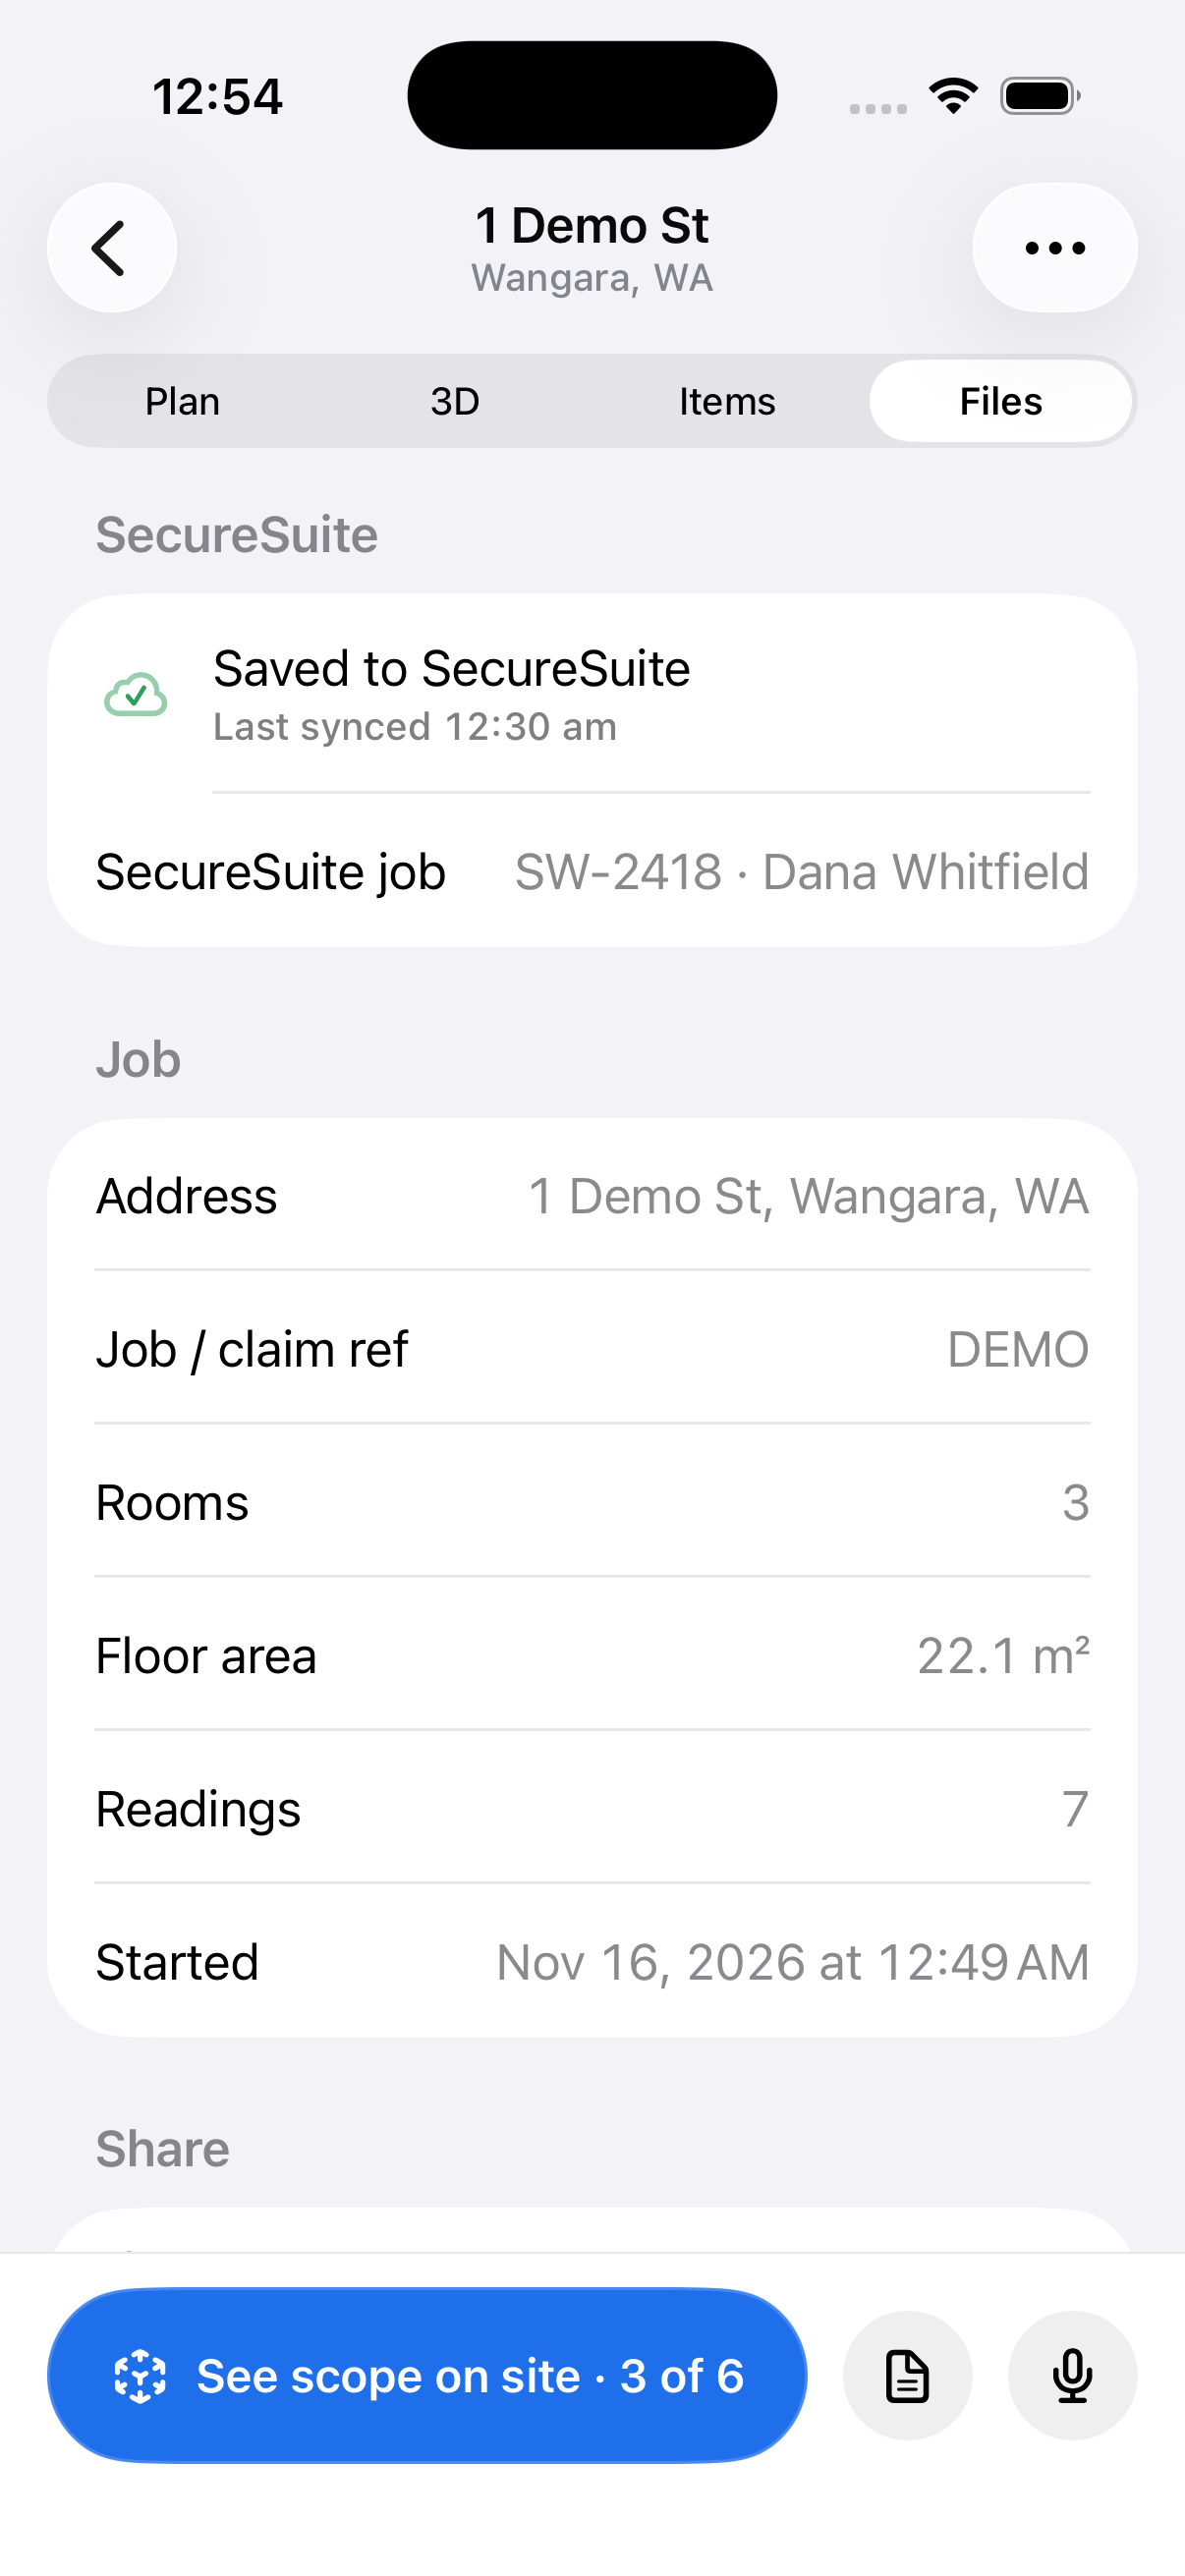 12:54
1 Demo St
Wangara, WA
Plan 3D Items Files
SecureSuite
Saved to SecureSuite
Last synced 12:30 am
SecureSuite job SW-2418 · Dana Whitfield
Job
Address 1 Demo St, Wangara, WA
Job / claim ref DEMO
Rooms 3
Floor area 22.1 m²
Readings 7
Started Nov 16, 2026 at 12:49 AM
Share
See scope on site · 3 of 6